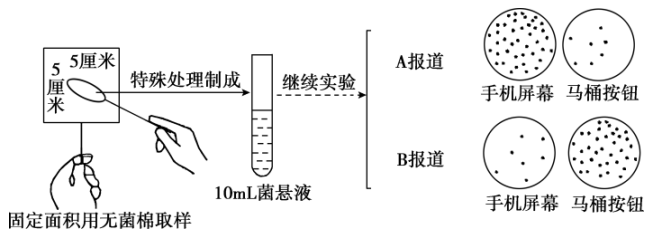 5厘米
5厘米
特殊处理制成
继续实验
10mL菌悬液
固定面积用无菌棉取样
A报道
手机屏幕 马桶按钮
B报道
手机屏幕 马桶按钮